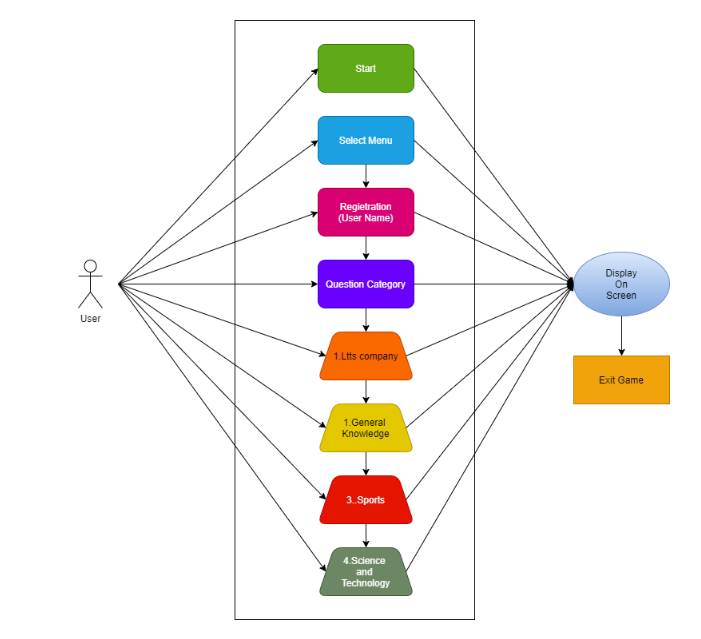 Start
Select Menu
Registration
(User Name)
Question Category
1.Ltts company
1.General
Knowledge
3..Sports
4.Science
and
Technology
User
Display
On
Screen
Exit Game